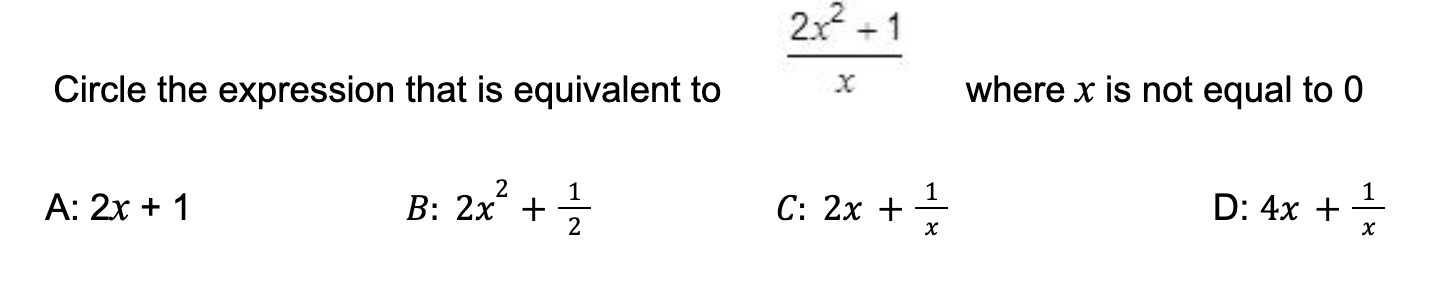 Circle the expression that is equivalent to (2x² + 1)/x where x is not equal to 0
A: 2x + 1 B: 2x² + 1/2 C: 2x + 1/x D: 4x + 1/x